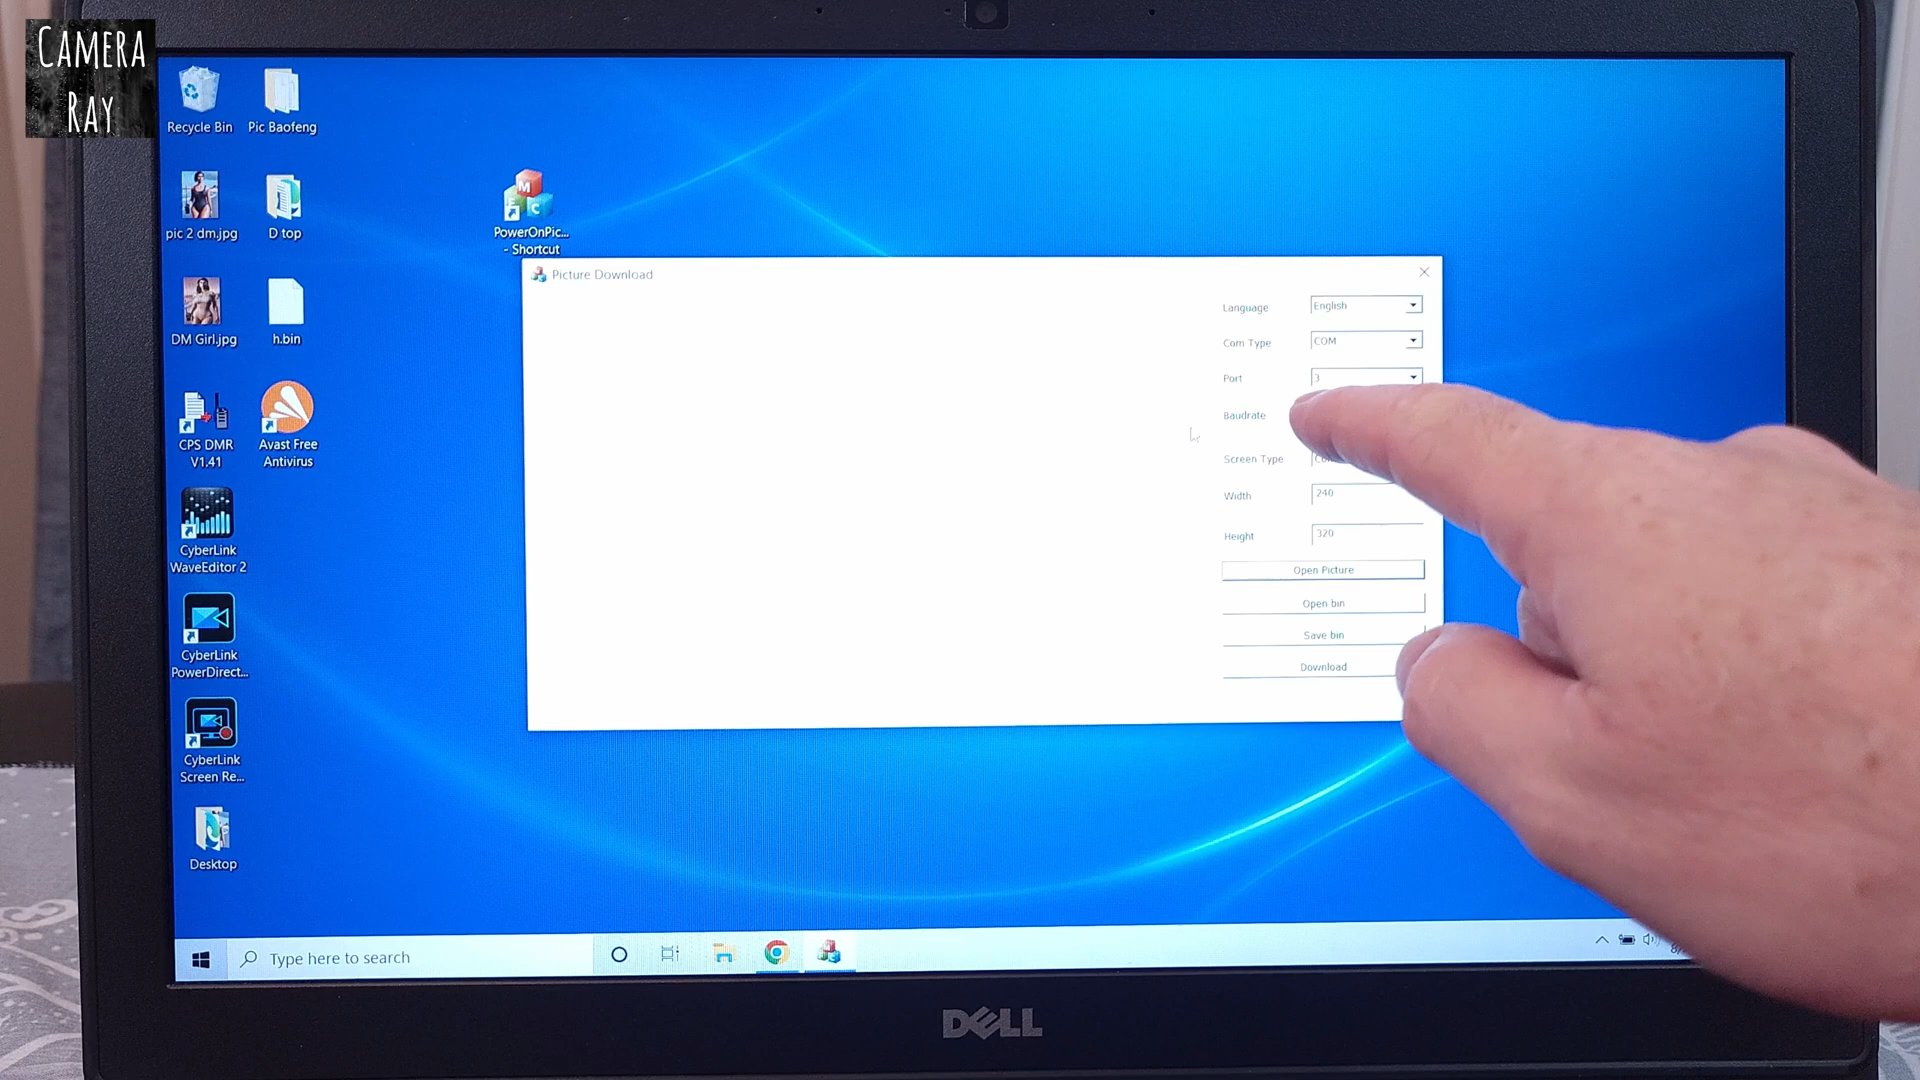 CAMERA
RAY
Recycle Bin
Pic Baofeng
pic 2 dm.jpg
D top
PowerOnPic...
- Shortcut
DM Girl.jpg
h.bin
CPS DMR
V1.41
Avast Free
Antivirus
CyberLink
WaveEditor 2
CyberLink
PowerDirect...
CyberLink
Screen Re...
Desktop
Picture Download
Language
English
Com Type
COM
Port
3
Baudrate
Screen Type
Width
240
Height
320
Open Picture
Open bin
Save bin
Download
Type here to search
DELL